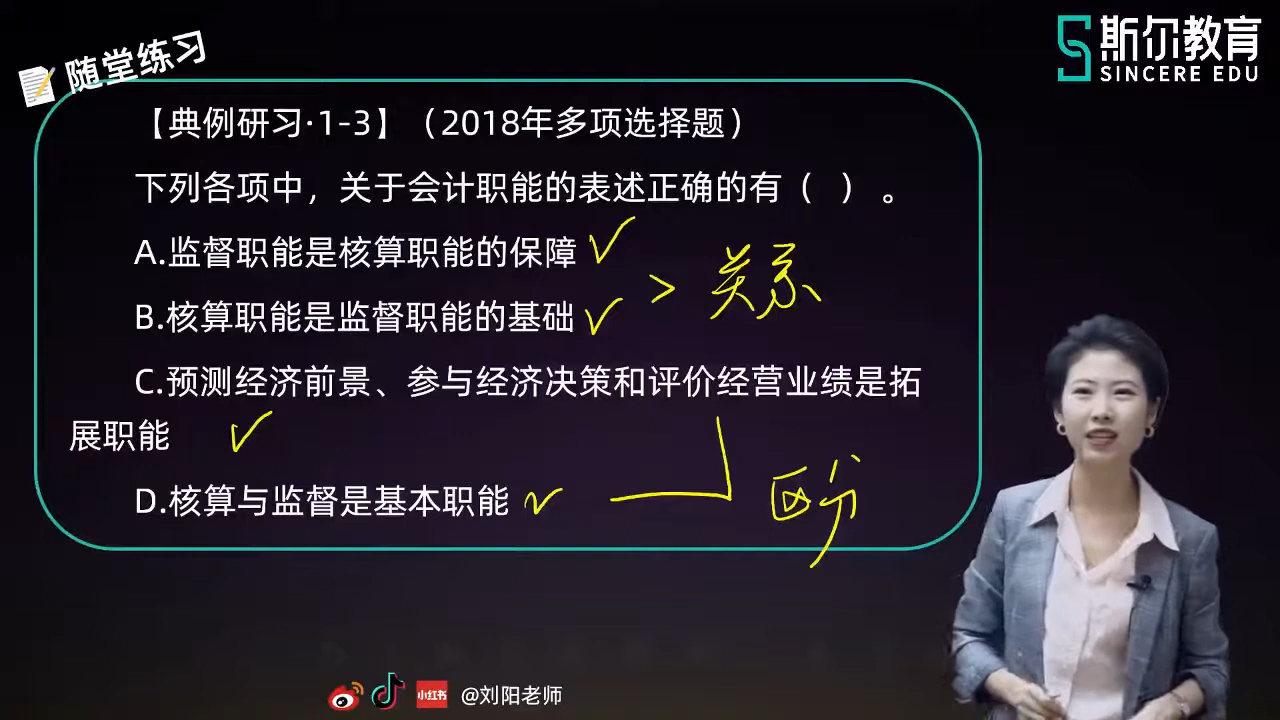 随堂练习
斯尔教育
SINCERE EDU
【典例研习·1-3】（2018年多项选择题）
下列各项中，关于会计职能的表述正确的有（ ）。
A.监督职能是核算职能的保障
B.核算职能是监督职能的基础
关系
C.预测经济前景、参与经济决策和评价经营业绩是拓
展职能
D.核算与监督是基本职能
区分
小红书
@刘阳老师